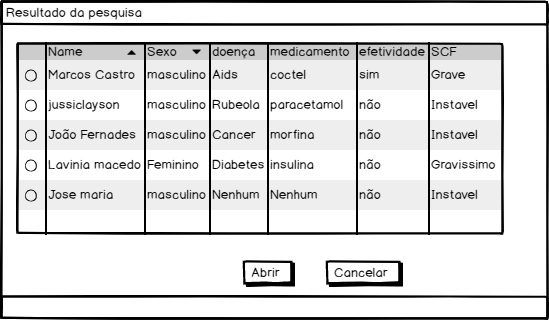 Resultado da pesquisa
Name Sexo doença medicamento efetividade SCF
Marcos Castro masculino Aids coctel sim Grave
jussiclayson masculino Rubeola paracetamol não Instavel
João Fernades masculino Cancer morfina não Instavel
Lavinia macedo Feminino Diabetes insulina não Gravissimo
Jose maria masculino Nenhum Nenhum não Instavel
Abrir Cancelar